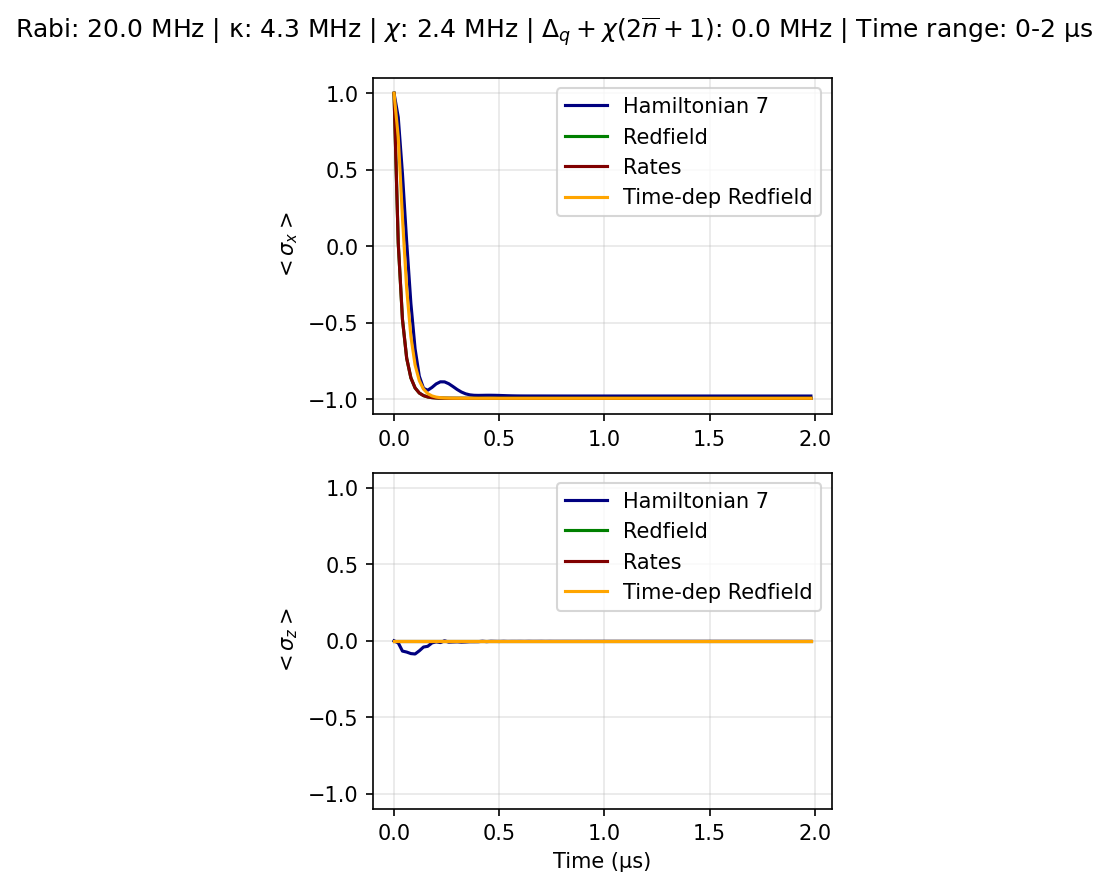 Rabi: 20.0 MHz | κ: 4.3 MHz | χ: 2.4 MHz | Δ_q + χ(2n̅ + 1): 0.0 MHz | Time range: 0-2 μs
1.0
0.5
0.0
−0.5
−1.0
< σ_x >
Hamiltonian 7
Redfield
Rates
Time-dep Redfield
0.0 0.5 1.0 1.5 2.0
1.0
0.5
0.0
−0.5
−1.0
< σ_z >
Hamiltonian 7
Redfield
Rates
Time-dep Redfield
0.0 0.5 1.0 1.5 2.0
Time (μs)